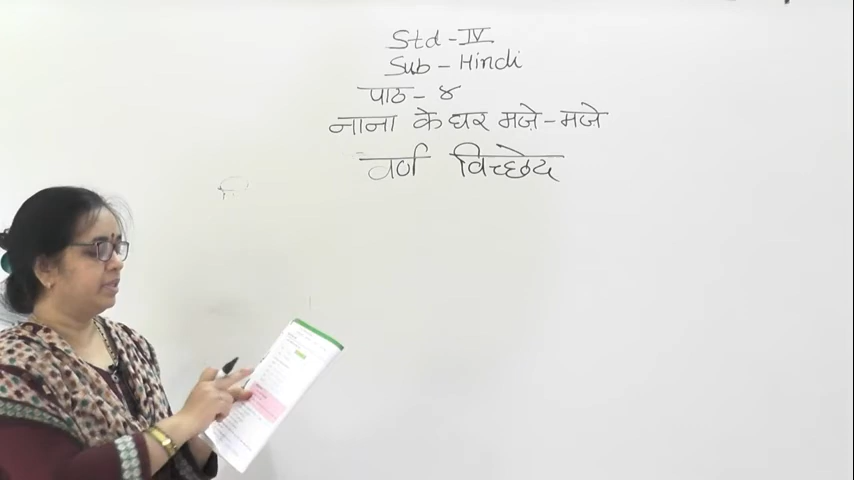 Std - IV
Sub - Hindi
पाठ - ४
नाना के घर मज़े - मजे
वर्ण विच्छेद